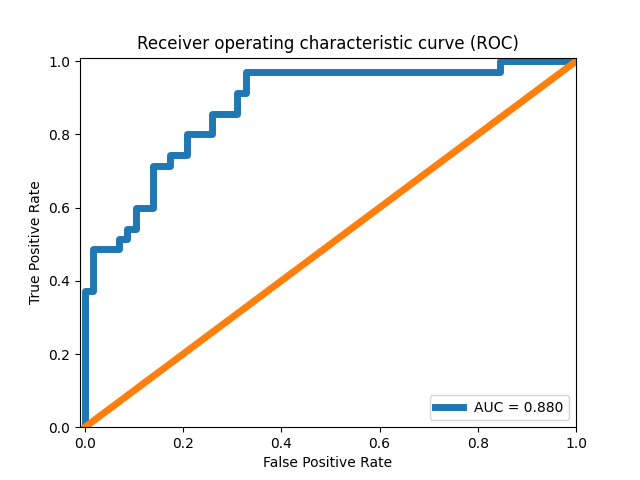 Receiver operating characteristic curve (ROC)
True Positive Rate
1.0
0.8
0.6
0.4
0.2
0.0
AUC = 0.880
0.0 0.2 0.4 0.6 0.8 1.0
False Positive Rate